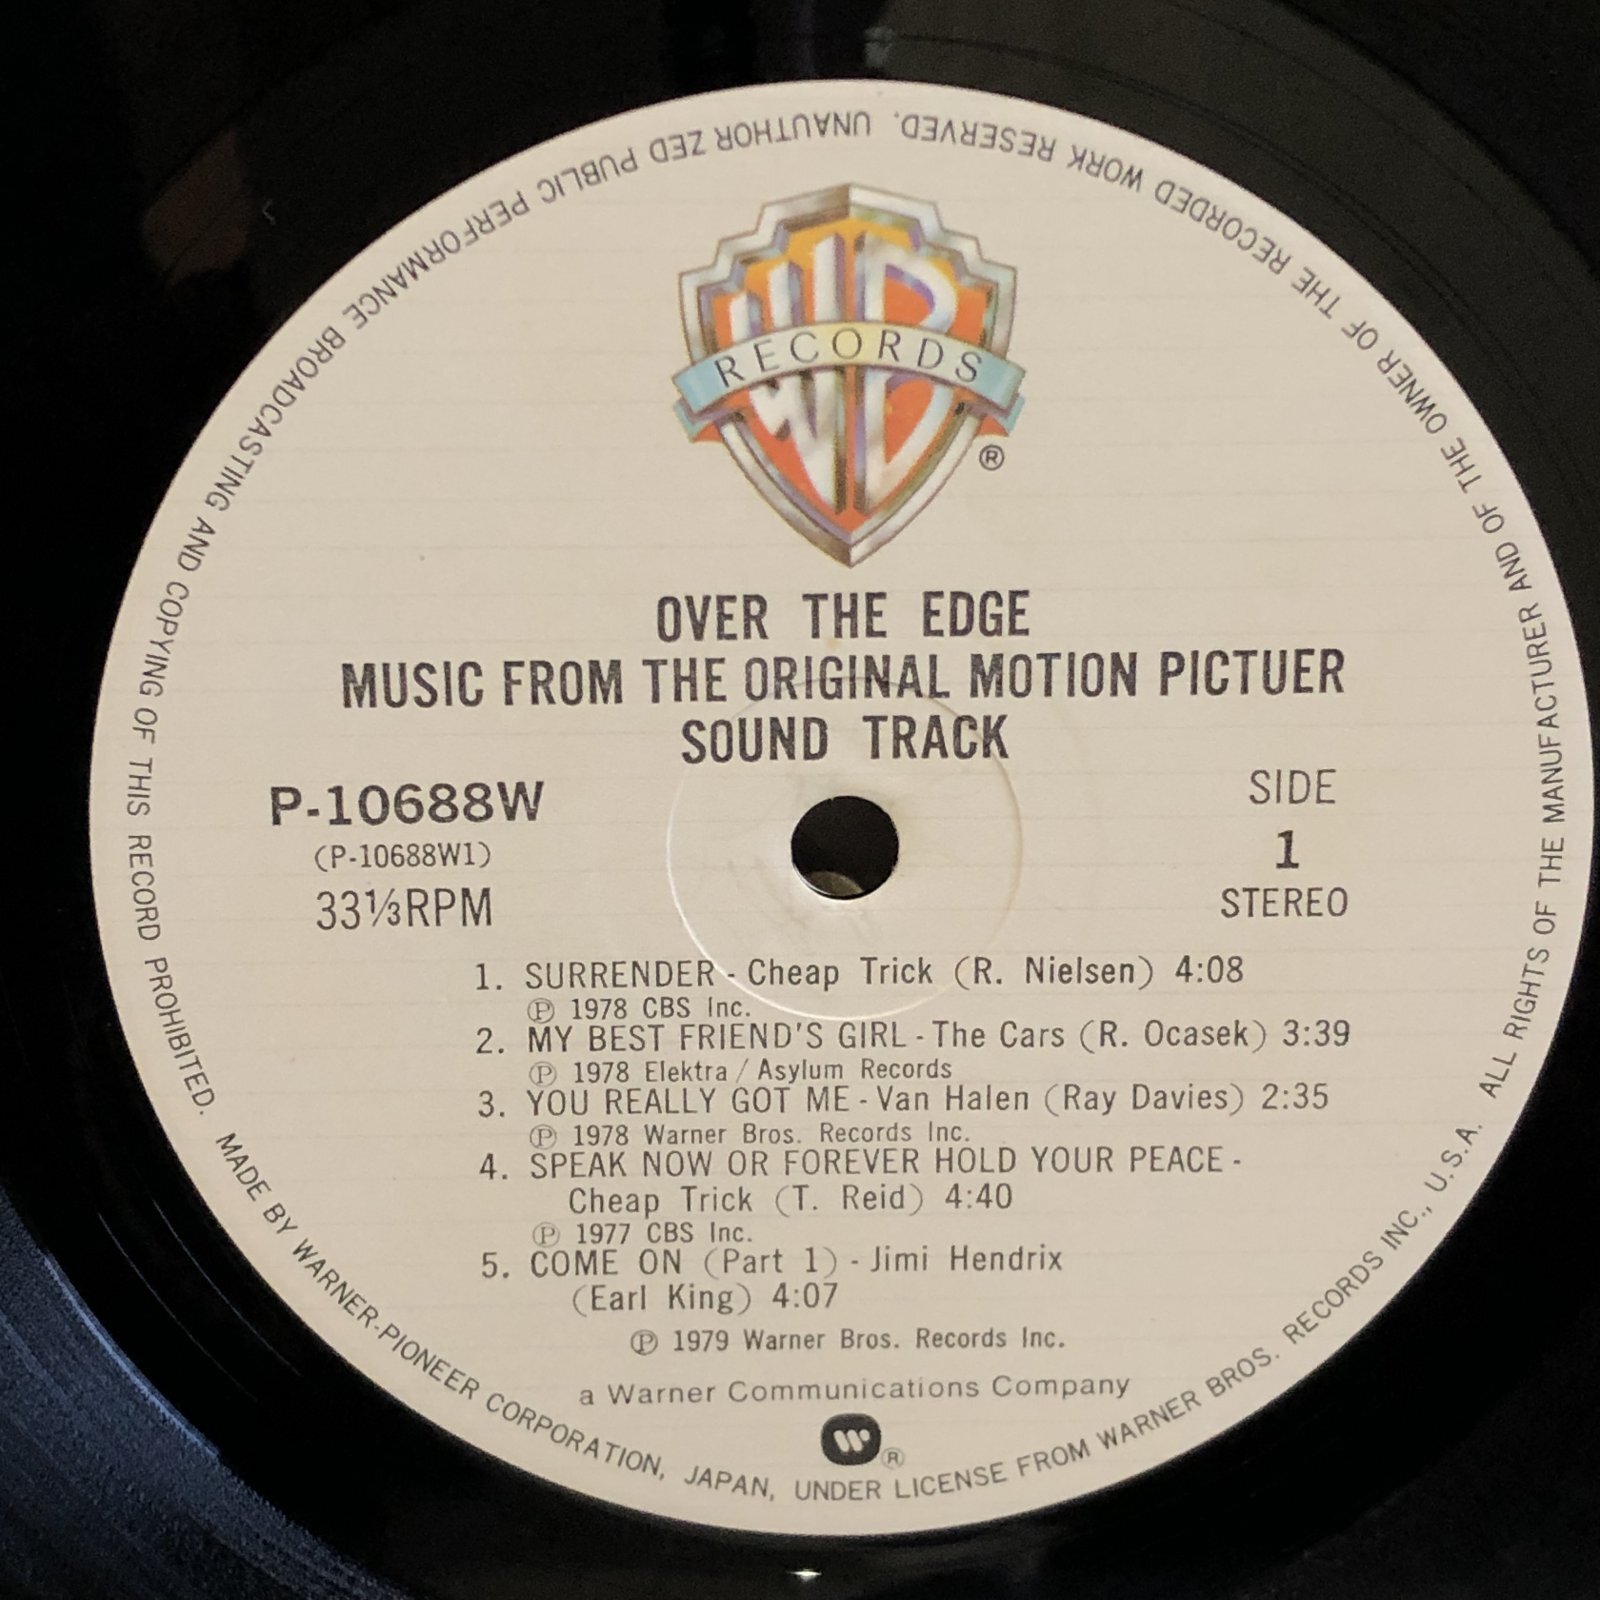 WB
RECORDS
®
OVER THE EDGE
MUSIC FROM THE ORIGINAL MOTION PICTUER
SOUND TRACK
P-10688W
(P-10688W1)
33⅓RPM
SIDE
1
STEREO
1. SURRENDER - Cheap Trick (R. Nielsen) 4:08
Ⓟ 1978 CBS Inc.
2. MY BEST FRIEND'S GIRL - The Cars (R. Ocasek) 3:39
Ⓟ 1978 Elektra / Asylum Records
3. YOU REALLY GOT ME - Van Halen (Ray Davies) 2:35
Ⓟ 1978 Warner Bros. Records Inc.
4. SPEAK NOW OR FOREVER HOLD YOUR PEACE -
Cheap Trick (T. Reid) 4:40
Ⓟ 1977 CBS Inc.
5. COME ON (Part 1) - Jimi Hendrix
(Earl King) 4:07
Ⓟ 1979 Warner Bros. Records Inc.
a Warner Communications Company
W ®
MADE BY WARNER-PIONEER CORPORATION, JAPAN, UNDER LICENSE FROM WARNER BROS. RECORDS INC., U.S.A. ALL RIGHTS OF THE MANUFACTURER AND OF THE OWNER OF THE RECORDED WORK RESERVED. UNAUTHOR ZED PUBLIC PERFORMANCE BROADCASTING AND COPYING OF THIS RECORD PROHIBITED.